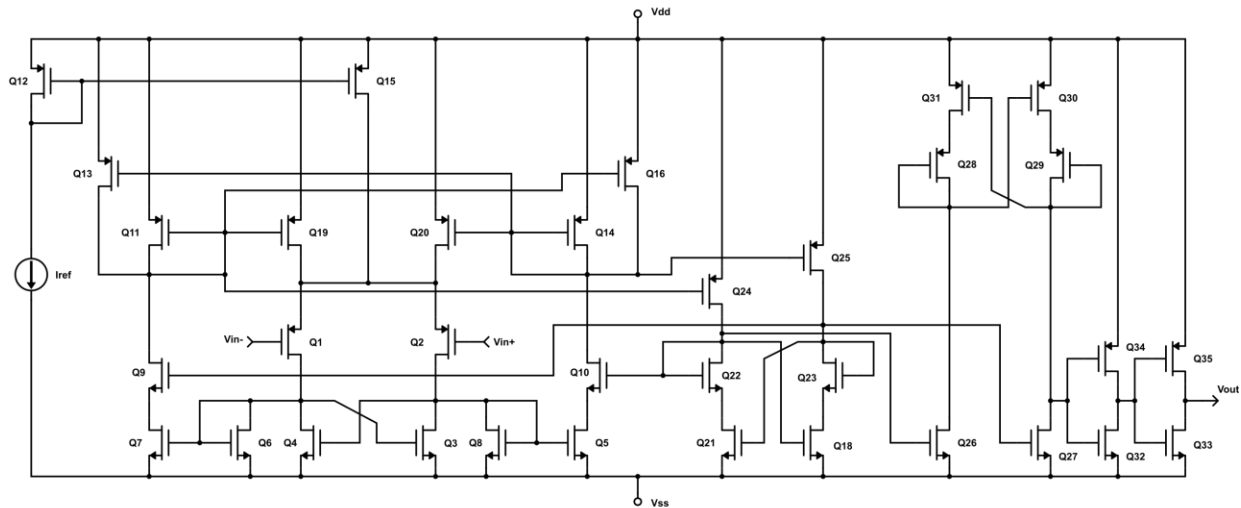 Vdd
Q12
Q15
Q31
Q30
Q13
Q16
Q28
Q29
Q11
Q19
Q20
Q14
Q25
Iref
Q24
Vin-
Q1
Q2
Vin+
Q34
Q35
Q9
Q10
Q22
Q23
Vout
Q7
Q6
Q4
Q3
Q8
Q5
Q21
Q18
Q26
Q27
Q32
Q33
Vss